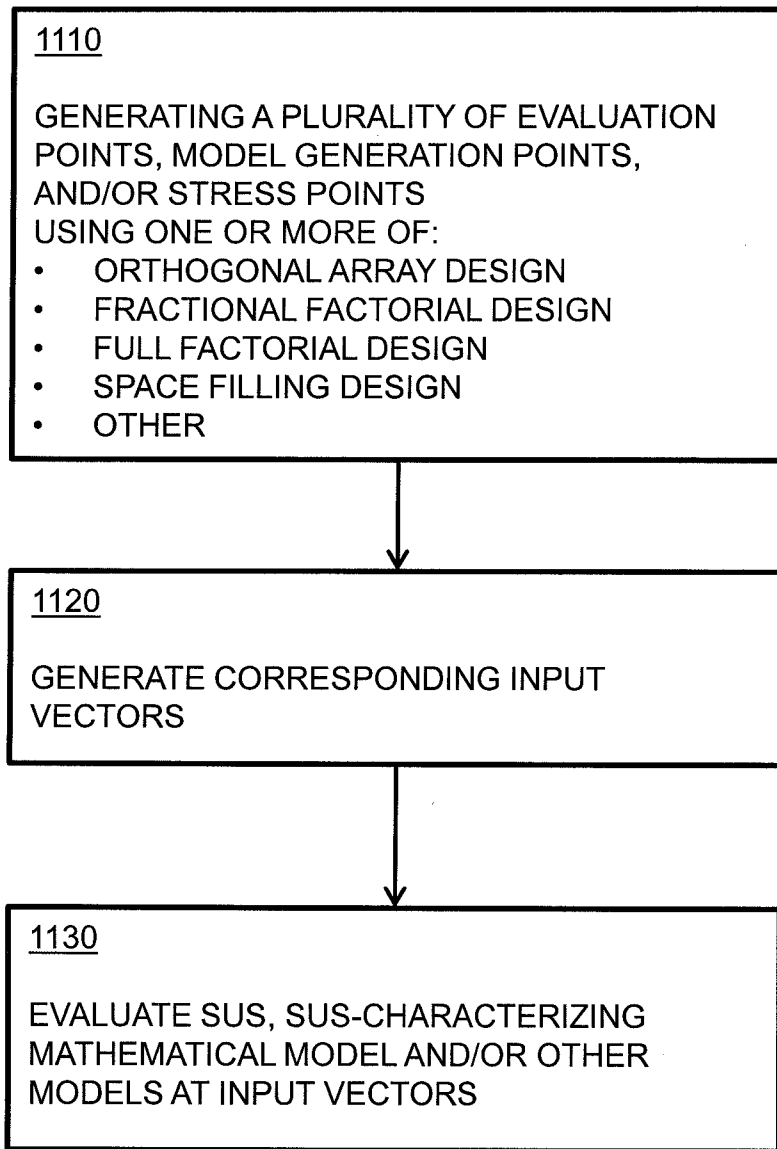 1110
GENERATING A PLURALITY OF EVALUATION
POINTS, MODEL GENERATION POINTS,
AND/OR STRESS POINTS
USING ONE OR MORE OF:
• ORTHOGONAL ARRAY DESIGN
• FRACTIONAL FACTORIAL DESIGN
• FULL FACTORIAL DESIGN
• SPACE FILLING DESIGN
• OTHER
1120
GENERATE CORRESPONDING INPUT
VECTORS
1130
EVALUATE SUS, SUS-CHARACTERIZING
MATHEMATICAL MODEL AND/OR OTHER
MODELS AT INPUT VECTORS